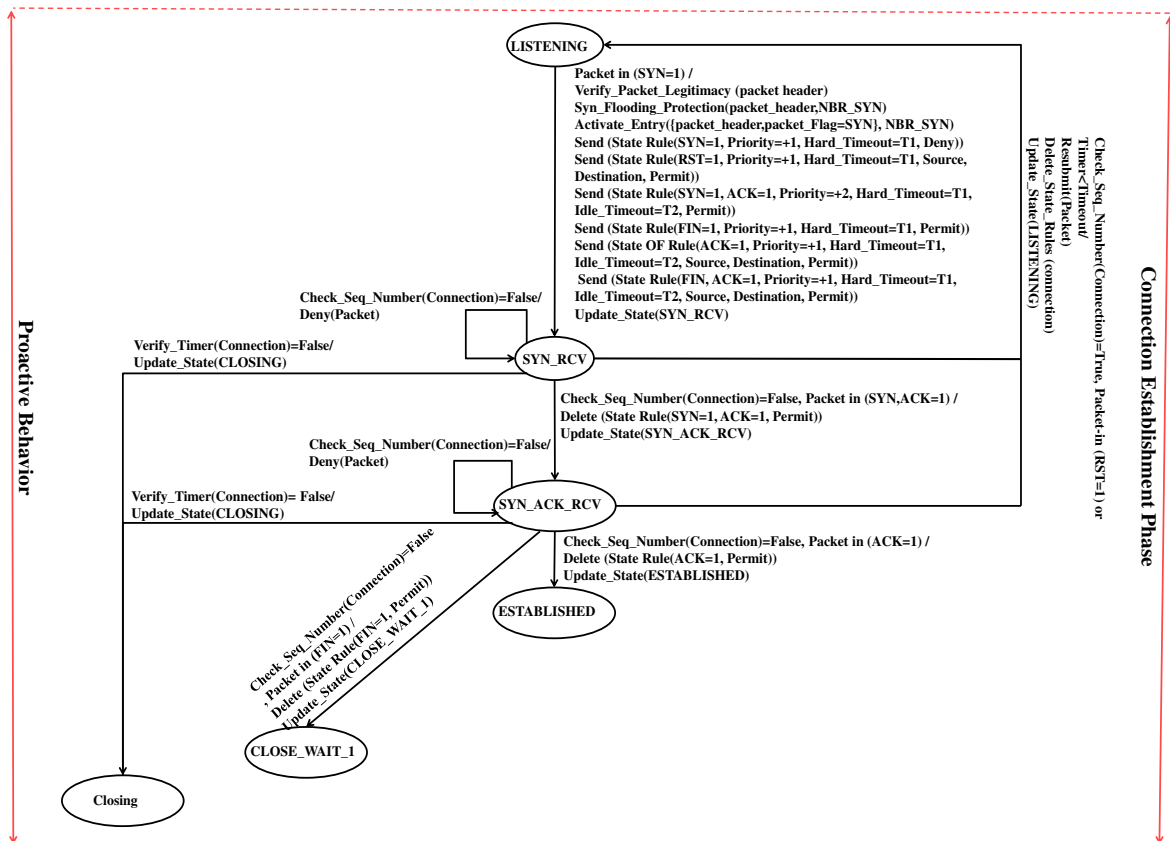 LISTENING
Packet in (SYN=1) /
Verify_Packet_Legitimacy (packet header)
Syn_Flooding_Protection(packet_header,NBR_SYN)
Activate_Entry({packet_header,packet_Flag=SYN}, NBR_SYN)
Send (State Rule(SYN=1, Priority=+1, Hard_Timeout=T1, Deny))
Send (State Rule(RST=1, Priority=+1, Hard_Timeout=T1, Source,
Destination, Permit))
Send (State Rule(SYN=1, ACK=1, Priority=+2, Hard_Timeout=T1,
Idle_Timeout=T2, Permit))
Send (State Rule(FIN=1, Priority=+1, Hard_Timeout=T1, Permit))
Send (State OF Rule(ACK=1, Priority=+1, Hard_Timeout=T1,
Idle_Timeout=T2, Source, Destination, Permit))
Send (State Rule(FIN, ACK=1, Priority=+1, Hard_Timeout=T1,
Idle_Timeout=T2, Source, Destination, Permit))
Update_State(SYN_RCV)
Check_Seq_Number(Connection)=True, Packet-in (RST=1) or
Timer<Timeout/
Resubmit(Packet)
Delete_State_Rules (connection)
Update_State(LISTENING)
Connection Establishment Phase
Proactive Behavior
Check_Seq_Number(Connection)=False/
Deny(Packet)
Verify_Timer(Connection)=False/
Update_State(CLOSING)
SYN_RCV
Check_Seq_Number(Connection)=False, Packet in (SYN,ACK=1) /
Delete (State Rule(SYN=1, ACK=1, Permit))
Update_State(SYN_ACK_RCV)
Check_Seq_Number(Connection)=False/
Deny(Packet)
Verify_Timer(Connection)= False/
Update_State(CLOSING)
SYN_ACK_RCV
Check_Seq_Number(Connection)=False, Packet in (ACK=1) /
Delete (State Rule(ACK=1, Permit))
Update_State(ESTABLISHED)
ESTABLISHED
Check_Seq_Number(Connection)=False
, Packet in (FIN=1) /
Delete (State Rule(FIN=1, Permit))
Update_State(CLOSE_WAIT_1)
CLOSE_WAIT_1
Closing